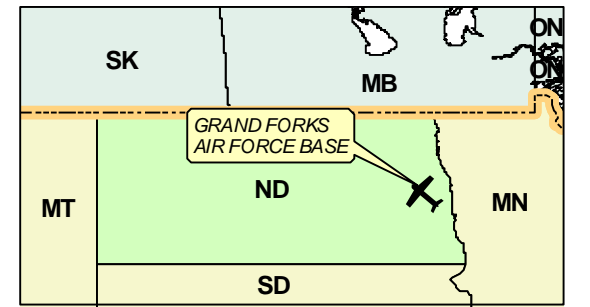 ON
SK
ON
MB
GRAND FORKS
AIR FORCE BASE
ND
MT
MN
SD